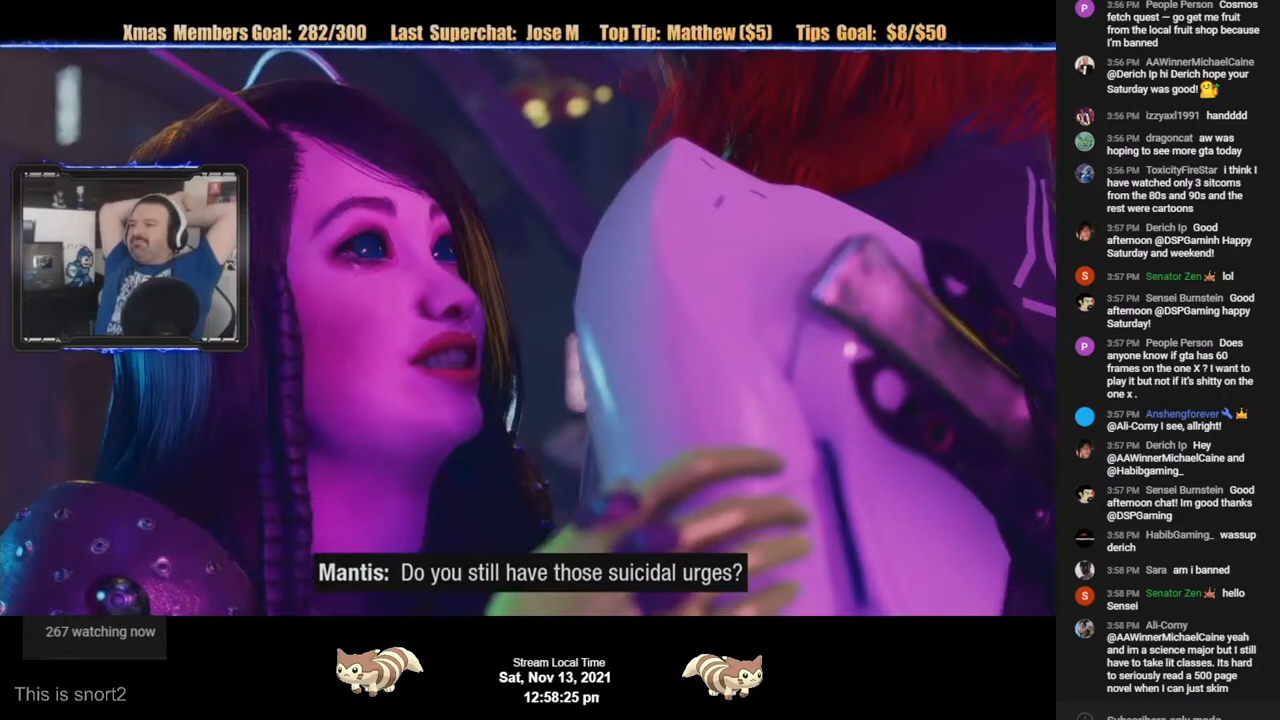 Xmas Members Goal: 282/300 Last Superchat: Jose M Top Tip: Matthew ($5) Tips Goal: $8/$50
Mantis: Do you still have those suicidal urges?
267 watching now
This is snort2
Stream Local Time
Sat, Nov 13, 2021
12:58:25 pm
3:56 PM People Person Cosmos
fetch quest — go get me fruit
from the local fruit shop because
I'm banned
3:56 PM AAWinnerMichaelCaine
@Derich Ip hi Derich hope your
Saturday was good!
3:56 PM izzyaxl1991 handddd
3:56 PM dragoncat aw was
hoping to see more gta today
3:56 PM ToxicityFireStar i think I
have watched only 3 sitcoms
from the 80s and 90s and the
rest were cartoons
3:57 PM Derich Ip Good
afternoon @DSPGaminh Happy
Saturday and weekend!
S 3:57 PM Senator Zen lol
3:57 PM Sensei Burnstein Good
afternoon @DSPGaming happy
Saturday!
P 3:57 PM People Person Does
anyone know if gta has 60
frames on the one X ? I want to
play it but not if it's shitty on the
one x .
3:57 PM Anshengforever
@Ali-Corny I see, allright!
3:57 PM Derich Ip Hey
@AAWinnerMichaelCaine and
@Habibgaming_
3:57 PM Sensei Burnstein Good
afternoon chat! Im good thanks
@DSPGaming
3:58 PM HabibGaming_ wassup
derich
3:58 PM Sara am i banned
S 3:58 PM Senator Zen hello
Sensei
3:58 PM Ali-Corny
@AAWinnerMichaelCaine yeah
and im a science major but I still
have to take lit classes. Its hard
to seriously read a 500 page
novel when I can just skim
Subscribers-only mode